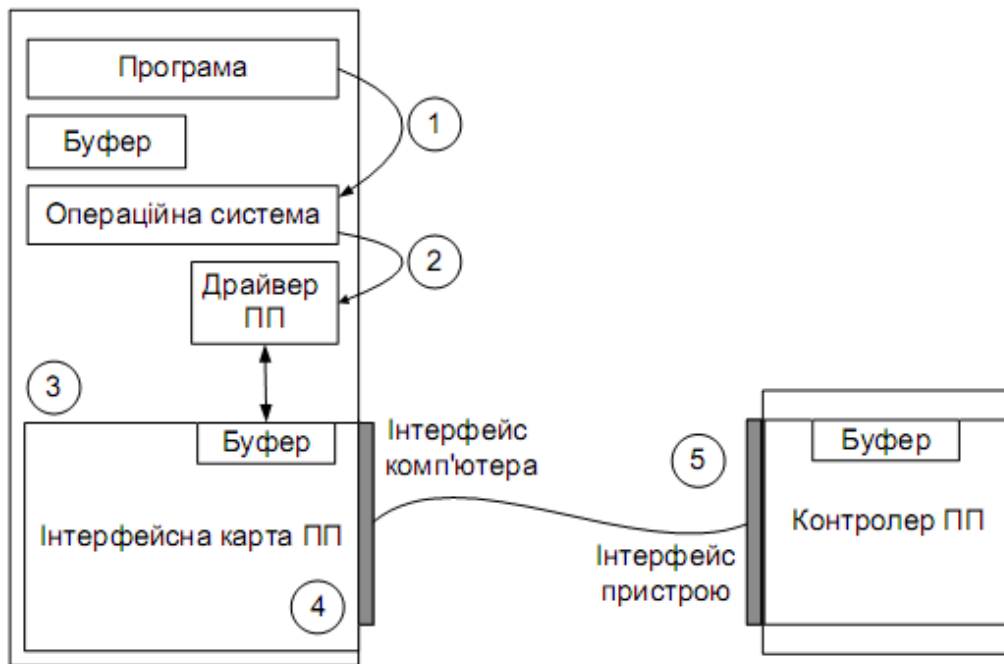 Програма
1
Буфер
Операційна система
2
Драйвер
ПП
3
Буфер
Інтерфейс
комп'ютера
5
Буфер
Інтерфейсна карта ПП
Контролер ПП
Інтерфейс
пристрою
4